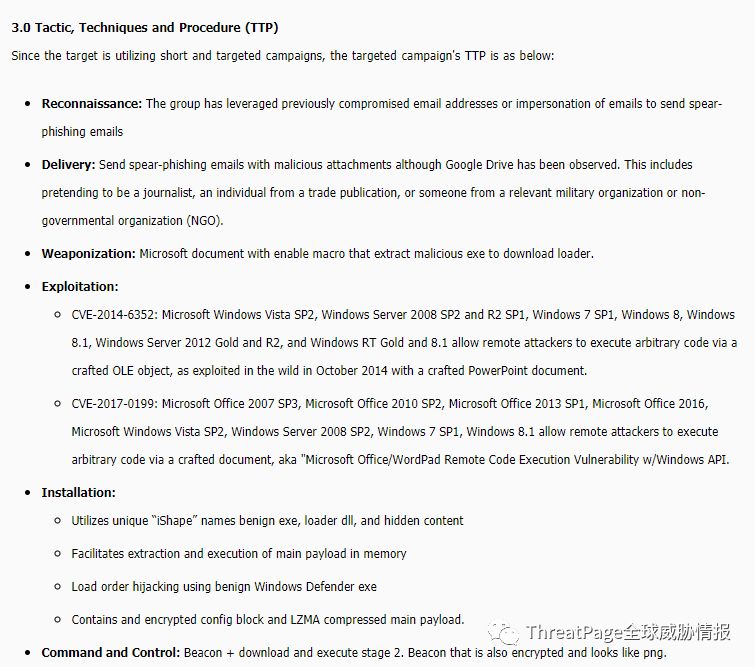 3.0 Tactic, Techniques and Procedure (TTP)
Since the target is utilizing short and targeted campaigns, the targeted campaign's TTP is as below:
• Reconnaissance: The group has leveraged previously compromised email addresses or impersonation of emails to send spear-
phishing emails
• Delivery: Send spear-phishing emails with malicious attachments although Google Drive has been observed. This includes
pretending to be a journalist, an individual from a trade publication, or someone from a relevant military organization or non-
governmental organization (NGO).
• Weaponization: Microsoft document with enable macro that extract malicious exe to download loader.
• Exploitation:
○ CVE-2014-6352: Microsoft Windows Vista SP2, Windows Server 2008 SP2 and R2 SP1, Windows 7 SP1, Windows 8, Windows
8.1, Windows Server 2012 Gold and R2, and Windows RT Gold and 8.1 allow remote attackers to execute arbitrary code via a
crafted OLE object, as exploited in the wild in October 2014 with a crafted PowerPoint document.
○ CVE-2017-0199: Microsoft Office 2007 SP3, Microsoft Office 2010 SP2, Microsoft Office 2013 SP1, Microsoft Office 2016,
Microsoft Windows Vista SP2, Windows Server 2008 SP2, Windows 7 SP1, Windows 8.1 allow remote attackers to execute
arbitrary code via a crafted document, aka "Microsoft Office/WordPad Remote Code Execution Vulnerability w/Windows API.
• Installation:
○ Utilizes unique “iShape” names benign exe, loader dll, and hidden content
○ Facilitates extraction and execution of main payload in memory
○ Load order hijacking using benign Windows Defender exe
○ Contains and encrypted config block and LZMA compressed main payload.
ThreatPage全球威胁情报
• Command and Control: Beacon + download and execute stage 2. Beacon that is also encrypted and looks like png.